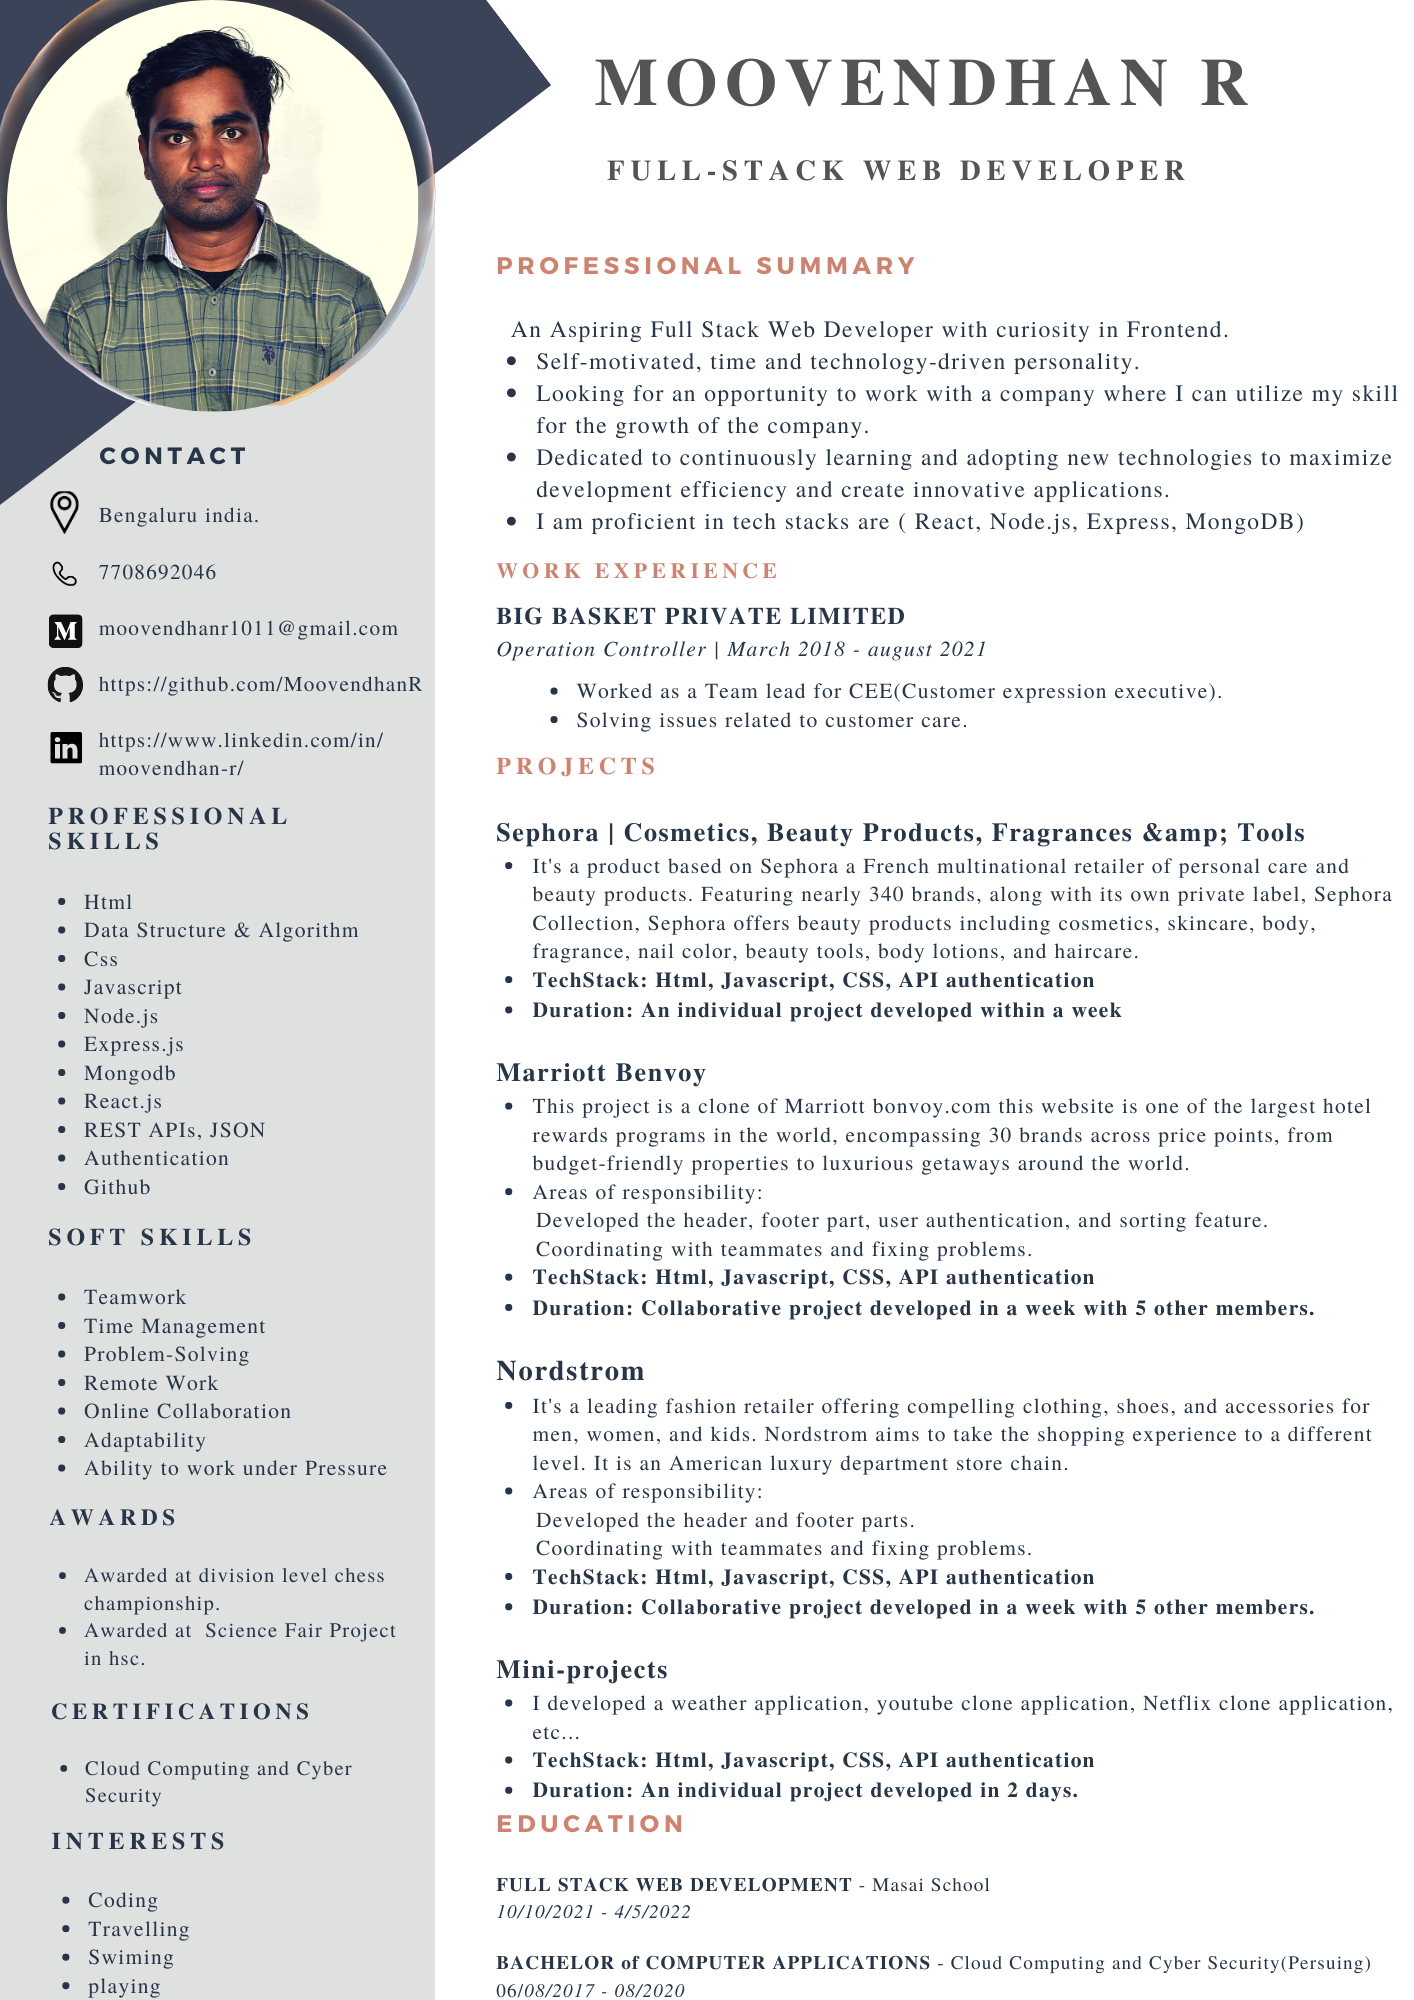 MOOVENDHAN R
FULL-STACK WEB DEVELOPER
CONTACT
Bengaluru india.
7708692046
M
moovendhanr1011@gmail.com
https://github.com/MoovendhanR
in
https://www.linkedin.com/in/
moovendhan-r/
PROFESSIONAL
SKILLS
• Html
• Data Structure & Algorithm
• Css
• Javascript
• Node.js
• Express.js
• Mongodb
• React.js
• REST APIs, JSON
• Authentication
• Github
SOFT SKILLS
• Teamwork
• Time Management
• Problem-Solving
• Remote Work
• Online Collaboration
• Adaptability
• Ability to work under Pressure
AWARDS
• Awarded at division level chess
championship.
• Awarded at Science Fair Project
in hsc.
CERTIFICATIONS
• Cloud Computing and Cyber
Security
INTERESTS
• Coding
• Travelling
• Swiming
• playing
PROFESSIONAL SUMMARY
An Aspiring Full Stack Web Developer with curiosity in Frontend.
• Self-motivated, time and technology-driven personality.
• Looking for an opportunity to work with a company where I can utilize my skill
for the growth of the company.
• Dedicated to continuously learning and adopting new technologies to maximize
development efficiency and create innovative applications.
• I am proficient in tech stacks are ( React, Node.js, Express, MongoDB)
WORK EXPERIENCE
BIG BASKET PRIVATE LIMITED
Operation Controller | March 2018 - august 2021
• Worked as a Team lead for CEE(Customer expression executive).
• Solving issues related to customer care.
PROJECTS
Sephora | Cosmetics, Beauty Products, Fragrances &amp; Tools
• It's a product based on Sephora a French multinational retailer of personal care and
beauty products. Featuring nearly 340 brands, along with its own private label, Sephora
Collection, Sephora offers beauty products including cosmetics, skincare, body,
fragrance, nail color, beauty tools, body lotions, and haircare.
• TechStack: Html, Javascript, CSS, API authentication
• Duration: An individual project developed within a week
Marriott Benvoy
• This project is a clone of Marriott bonvoy.com this website is one of the largest hotel
rewards programs in the world, encompassing 30 brands across price points, from
budget-friendly properties to luxurious getaways around the world.
• Areas of responsibility:
Developed the header, footer part, user authentication, and sorting feature.
Coordinating with teammates and fixing problems.
• TechStack: Html, Javascript, CSS, API authentication
• Duration: Collaborative project developed in a week with 5 other members.
Nordstrom
• It's a leading fashion retailer offering compelling clothing, shoes, and accessories for
men, women, and kids. Nordstrom aims to take the shopping experience to a different
level. It is an American luxury department store chain.
• Areas of responsibility:
Developed the header and footer parts.
Coordinating with teammates and fixing problems.
• TechStack: Html, Javascript, CSS, API authentication
• Duration: Collaborative project developed in a week with 5 other members.
Mini-projects
• I developed a weather application, youtube clone application, Netflix clone application,
etc...
• TechStack: Html, Javascript, CSS, API authentication
• Duration: An individual project developed in 2 days.
EDUCATION
FULL STACK WEB DEVELOPMENT - Masai School
10/10/2021 - 4/5/2022
BACHELOR of COMPUTER APPLICATIONS - Cloud Computing and Cyber Security(Persuing)
06/08/2017 - 08/2020